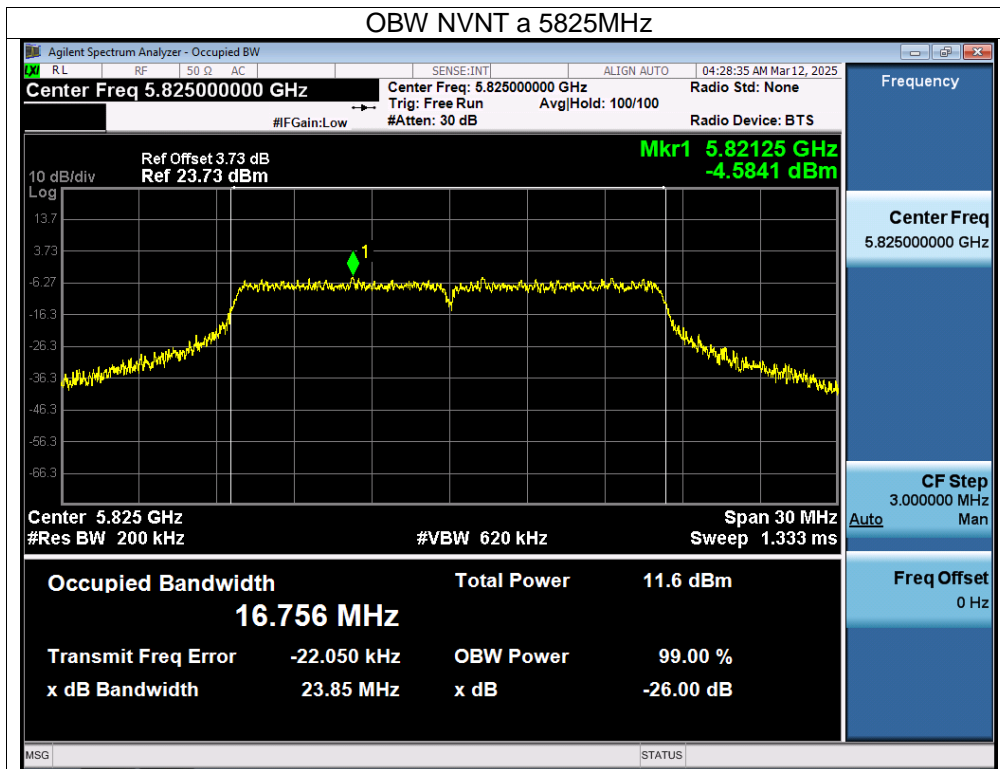 OBW NVNT a 5825MHz
Agilent Spectrum Analyzer - Occupied BW
LXI RL RF 50 Ω AC SENSE:INT ALIGN AUTO 04:28:35 AM Mar 12, 2025
Center Freq 5.825000000 GHz
Center Freq: 5.825000000 GHz
Radio Std: None
Trig: Free Run Avg|Hold: 100/100
#IFGain:Low #Atten: 30 dB Radio Device: BTS
Frequency
Ref Offset 3.73 dB
10 dB/div Ref 23.73 dBm
Log
Mkr1 5.82125 GHz
-4.5841 dBm
13.7
3.73
-6.27
-16.3
-26.3
-36.3
-46.3
-56.3
-66.3
1
Center 5.825 GHz Span 30 MHz
#Res BW 200 kHz #VBW 620 kHz Sweep 1.333 ms
Center Freq
5.825000000 GHz
CF Step
3.000000 MHz
Auto Man
Freq Offset
0 Hz
Occupied Bandwidth Total Power 11.6 dBm
16.756 MHz
Transmit Freq Error -22.050 kHz OBW Power 99.00 %
x dB Bandwidth 23.85 MHz x dB -26.00 dB
MSG STATUS